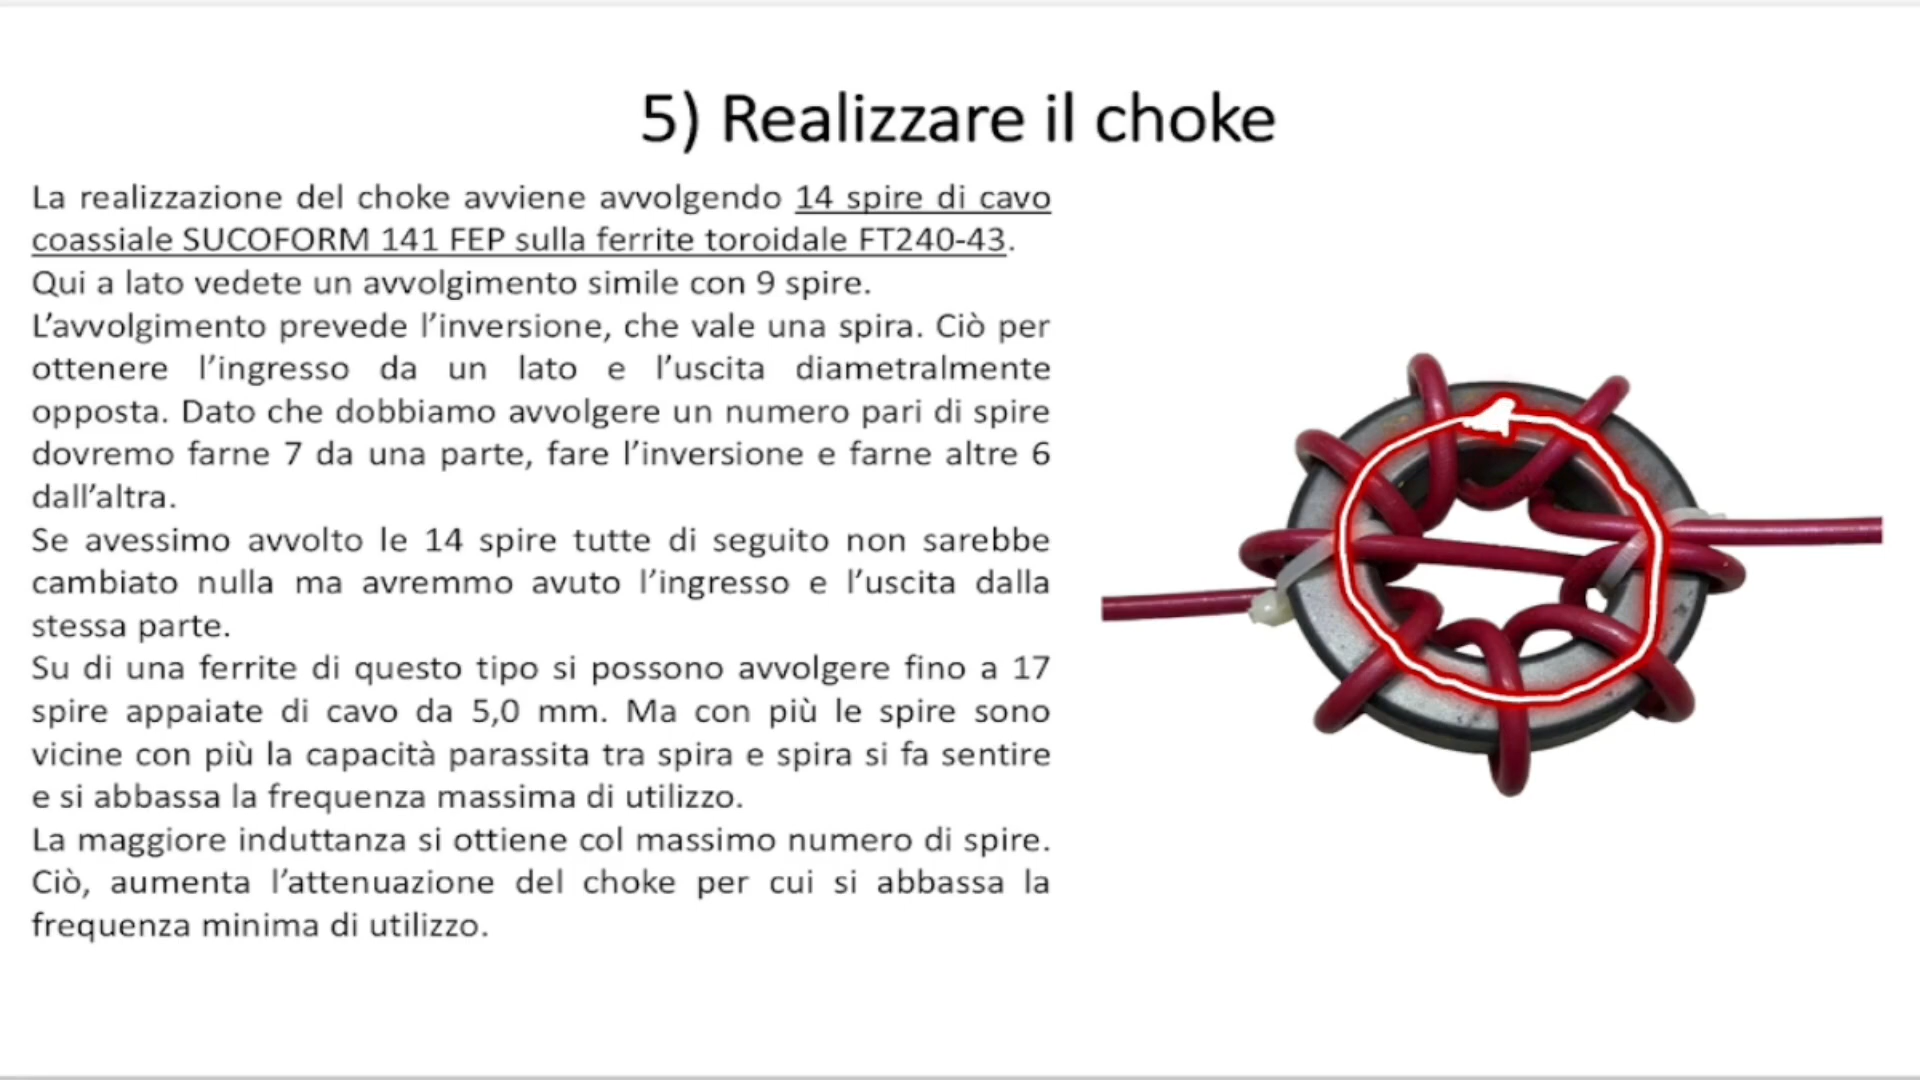 5) Realizzare il choke
La realizzazione del choke avviene avvolgendo 14 spire di cavo
coassiale SUCOFORM 141 FEP sulla ferrite toroidale FT240-43.
Qui a lato vedete un avvolgimento simile con 9 spire.
L’avvolgimento prevede l’inversione, che vale una spira. Ciò per
ottenere l’ingresso da un lato e l’uscita diametralmente
opposta. Dato che dobbiamo avvolgere un numero pari di spire
dovremo farne 7 da una parte, fare l’inversione e farne altre 6
dall’altra.
Se avessimo avvolto le 14 spire tutte di seguito non sarebbe
cambiato nulla ma avremmo avuto l’ingresso e l’uscita dalla
stessa parte.
Su di una ferrite di questo tipo si possono avvolgere fino a 17
spire appaiate di cavo da 5,0 mm. Ma con più le spire sono
vicine con più la capacità parassita tra spira e spira si fa sentire
e si abbassa la frequenza massima di utilizzo.
La maggiore induttanza si ottiene col massimo numero di spire.
Ciò, aumenta l’attenuazione del choke per cui si abbassa la
frequenza minima di utilizzo.